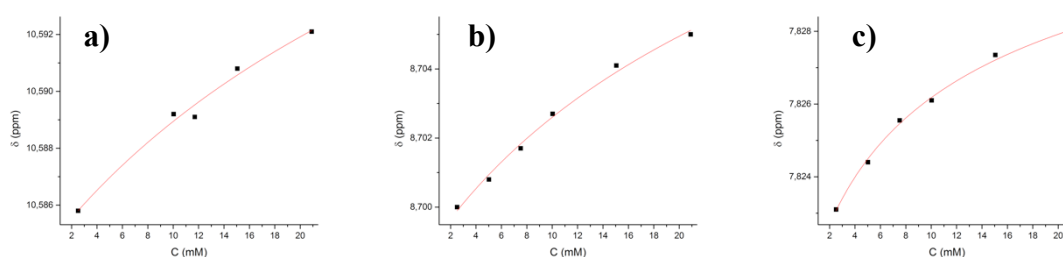 a)
10,592
10,590
10,588
10,586
δ (ppm)
2 4 6 8 10 12 14 16 18 20
C (mM)
b)
8,704
8,702
8,700
δ (ppm)
2 4 6 8 10 12 14 16 18 20
C (mM)
c)
7,828
7,826
7,824
δ (ppm)
2 4 6 8 10 12 14 16 18 20
C (mM)